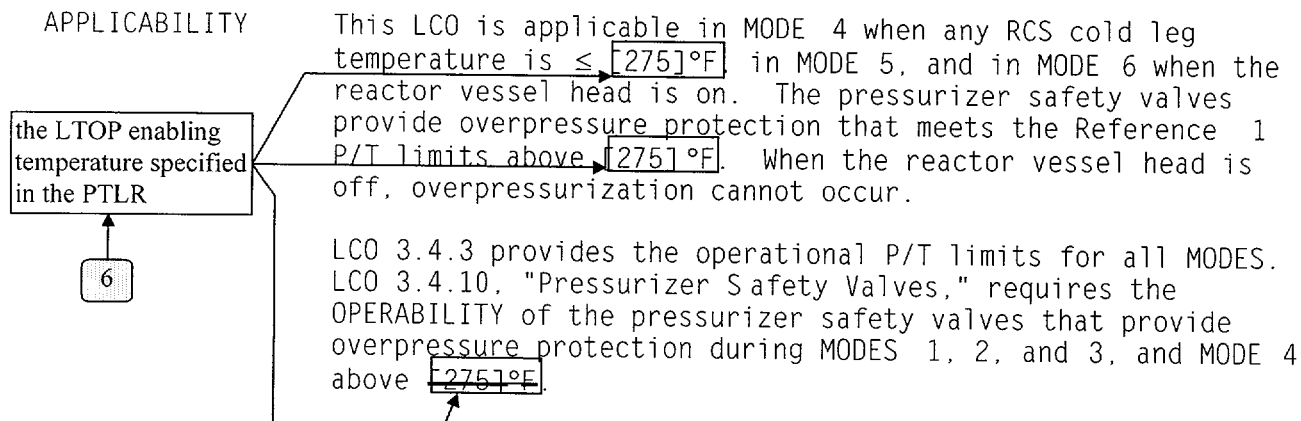 APPLICABILITY
This LCO is applicable in MODE 4 when any RCS cold leg
temperature is ≤ [275]°F, in MODE 5, and in MODE 6 when the
reactor vessel head is on. The pressurizer safety valves
provide overpressure protection that meets the Reference 1
P/T limits above [275]°F. When the reactor vessel head is
off, overpressurization cannot occur.
the LTOP enabling
temperature specified
in the PTLR
6
LCO 3.4.3 provides the operational P/T limits for all MODES.
LCO 3.4.10, "Pressurizer Safety Valves," requires the
OPERABILITY of the pressurizer safety valves that provide
overpressure protection during MODES 1, 2, and 3, and MODE 4
above [275]°F.